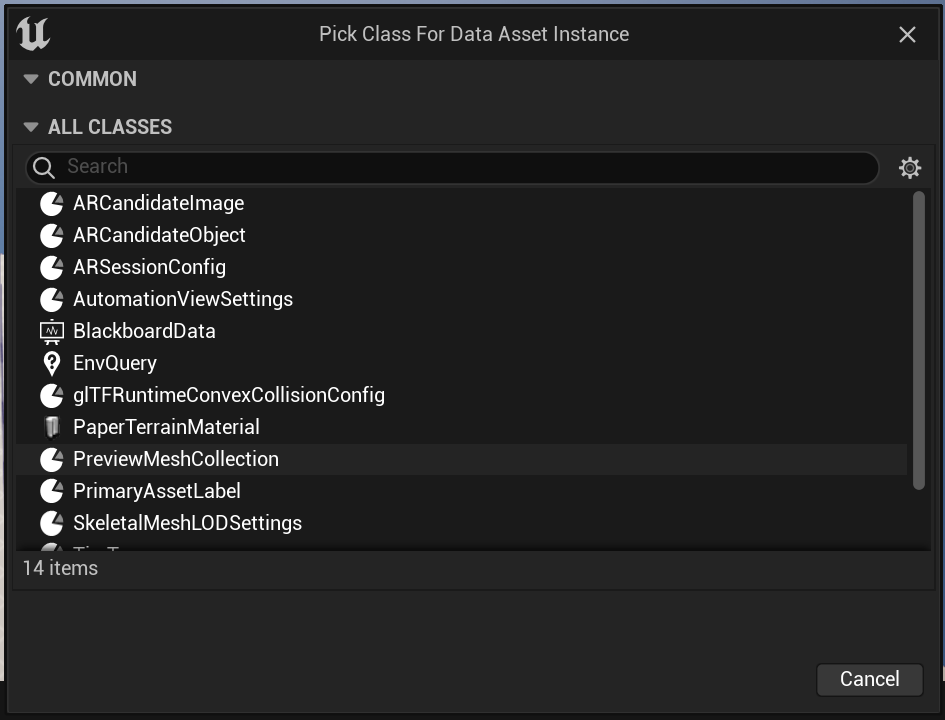 Pick Class For Data Asset Instance
COMMON
ALL CLASSES
Search
ARCandidateImage
ARCandidateObject
ARSessionConfig
AutomationViewSettings
BlackboardData
EnvQuery
glTFRuntimeConvexCollisionConfig
PaperTerrainMaterial
PreviewMeshCollection
PrimaryAssetLabel
SkeletalMeshLODSettings
14 items
Cancel